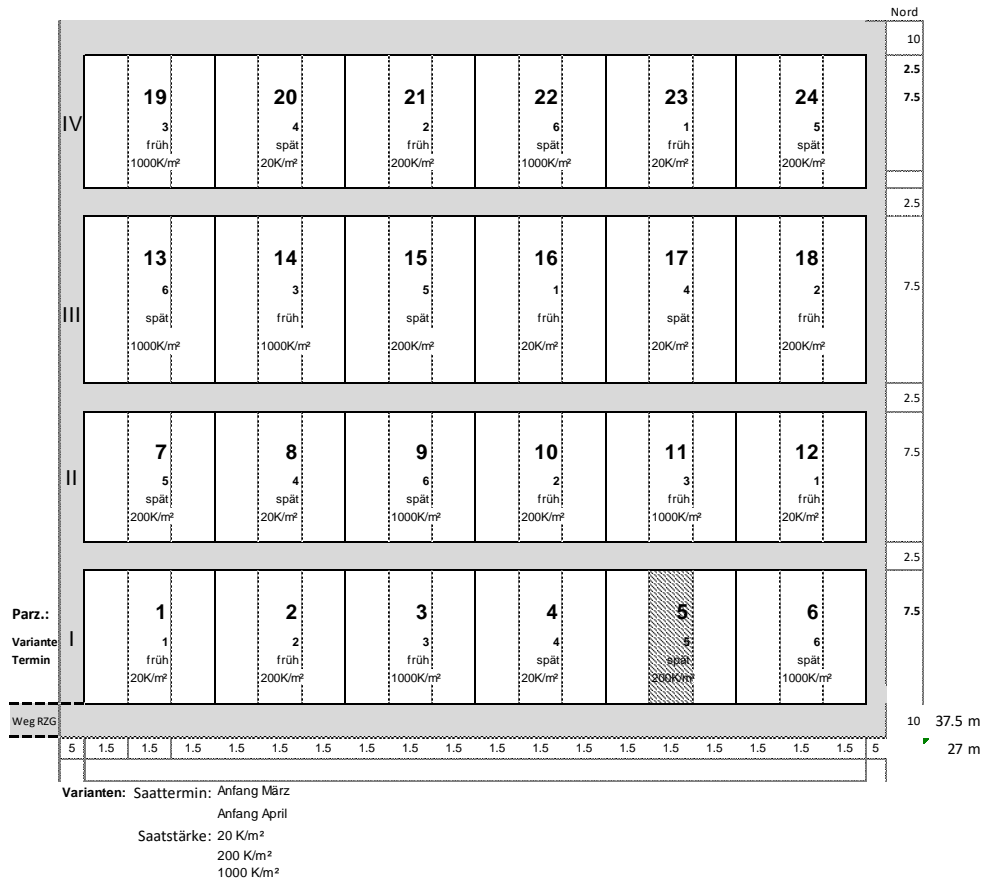 Nord
10
2.5
19 20 21 22 23 24 7.5
IV 3 4 2 6 1 5
früh spät früh spät früh spät
1000K/m² 20K/m² 200K/m² 1000K/m² 20K/m² 200K/m²
2.5
13 14 15 16 17 18
6 3 5 1 4 2 7.5
III spät früh spät früh spät früh
1000K/m² 1000K/m² 200K/m² 20K/m² 20K/m² 200K/m²
2.5
7 8 9 10 11 12 7.5
II 5 4 6 2 3 1
spät spät spät früh früh früh
200K/m² 20K/m² 1000K/m² 200K/m² 1000K/m² 20K/m²
2.5
Parz.: 1 2 3 4 5 6 7.5
Variante I 1 2 3 4 5 6
Termin früh früh früh spät spät spät
20K/m² 200K/m² 1000K/m² 20K/m² 200K/m² 1000K/m²
Weg RZG 10 37.5 m
5 1.5 1.5 1.5 1.5 1.5 1.5 1.5 1.5 1.5 1.5 1.5 1.5 1.5 1.5 1.5 1.5 1.5 1.5 5 27 m
Varianten: Saattermin: Anfang März
Anfang April
Saatstärke: 20 K/m²
200 K/m²
1000 K/m²